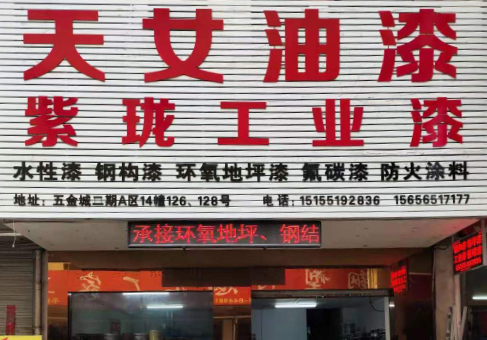 天女油漆
紫珑工业漆
水性漆 钢构漆 环氧地坪漆 氟碳漆 防火涂料
地址：五金城二期A区14幢126、128号 电话：15155192836 15656517177
承接环氧地坪、钢结